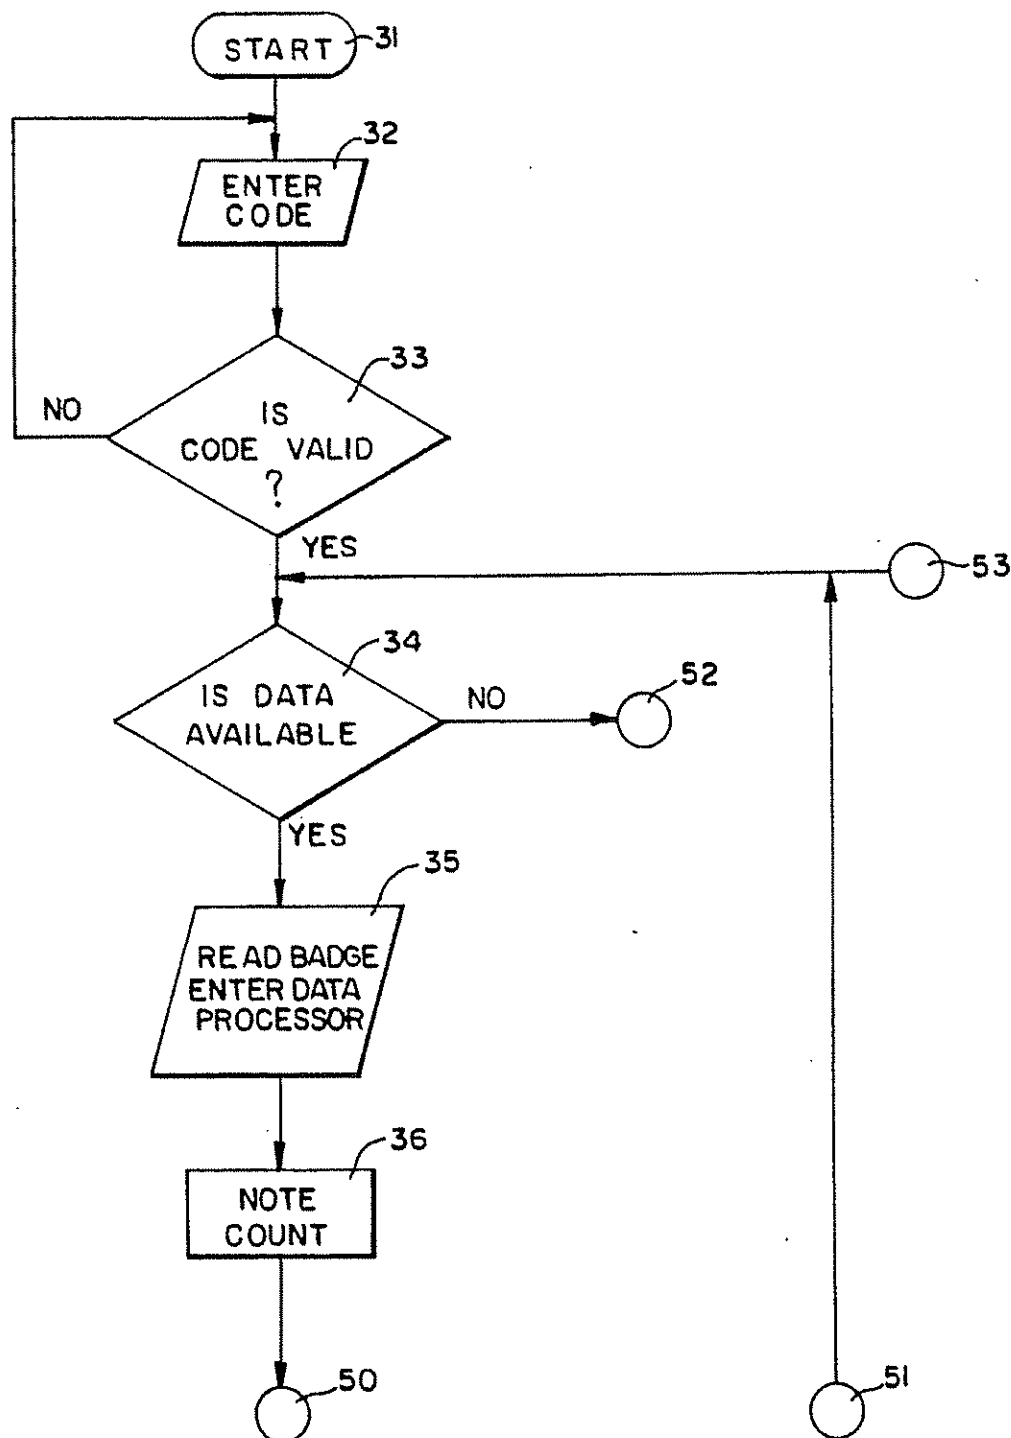 START
31
32
ENTER
CODE
33
NO
IS
CODE VALID
?
YES
53
34
IS DATA
AVAILABLE
NO
52
YES
35
READ BADGE
ENTER DATA
PROCESSOR
36
NOTE
COUNT
50
51